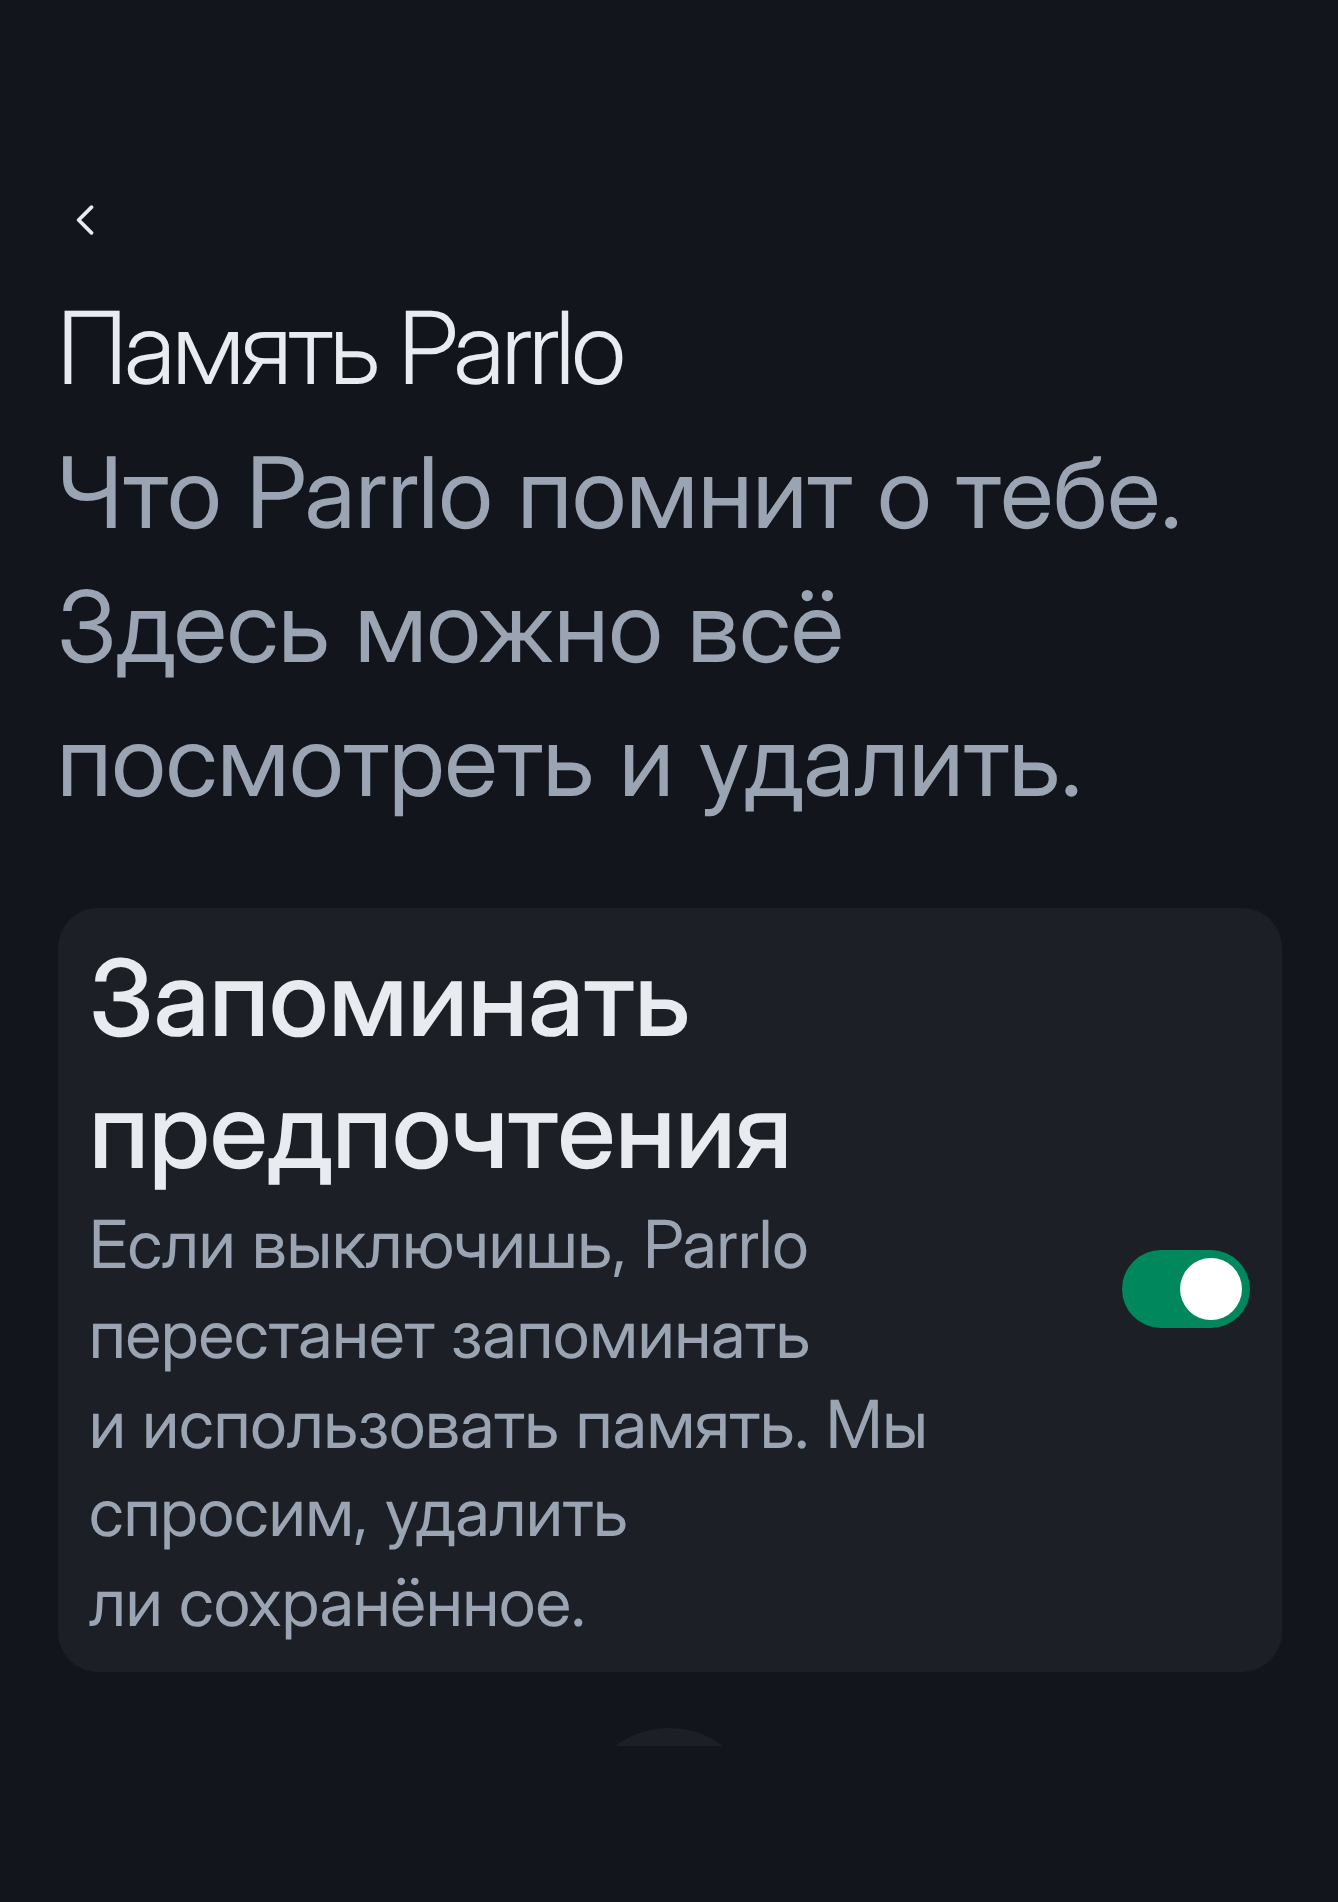 Память Parrlo
Что Parrlo помнит о тебе.
Здесь можно всё
посмотреть и удалить.
Запоминать
предпочтения
Если выключишь, Parrlo
перестанет запоминать
и использовать память. Мы
спросим, удалить
ли сохранённое.